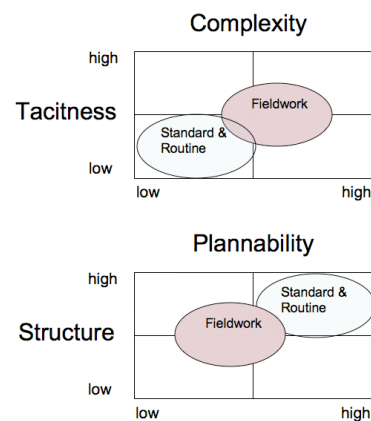 Complexity
high
Fieldwork
Tacitness
Standard &
Routine
low
low high
Plannability
high
Standard &
Routine
Fieldwork
Structure
low
low high